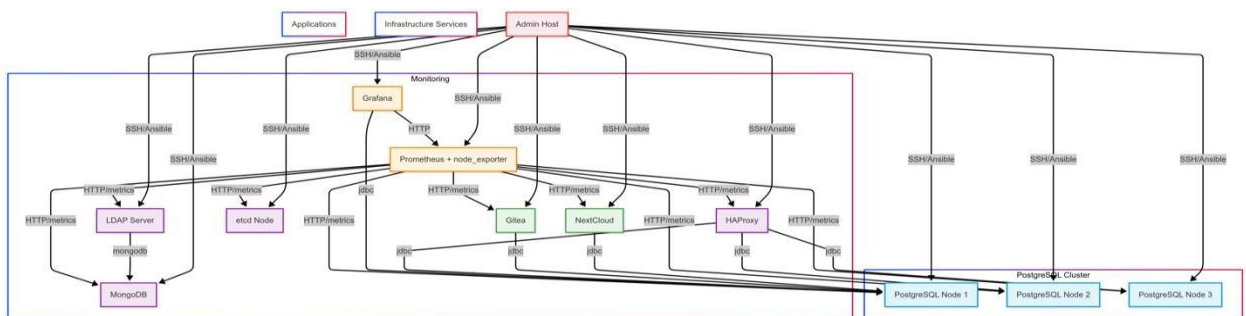 Applications
Infrastructure Services
Admin Host
SSH/Ansible
Monitoring
Grafana
SSH/Ansible
SSH/Ansible
SSH/Ansible
SSH/Ansible
SSH/Ansible
SSH/Ansible
HTTP
SSH/Ansible
SSH/Ansible
SSH/Ansible
SSH/Ansible
Prometheus + node_exporter
HTTP/metrics
HTTP/metrics
jdbc
HTTP/metrics
HTTP/metrics
HTTP/metrics
HTTP/metrics
LDAP Server
etcd Node
HTTP/metrics
Gitea
NextCloud
HTTP/metrics
HAProxy
HTTP/metrics
mongodb
jdbc
jdbc
jdbc
jdbc
jdbc
PostgreSQL Cluster
MongoDB
PostgreSQL Node 1
PostgreSQL Node 2
PostgreSQL Node 3